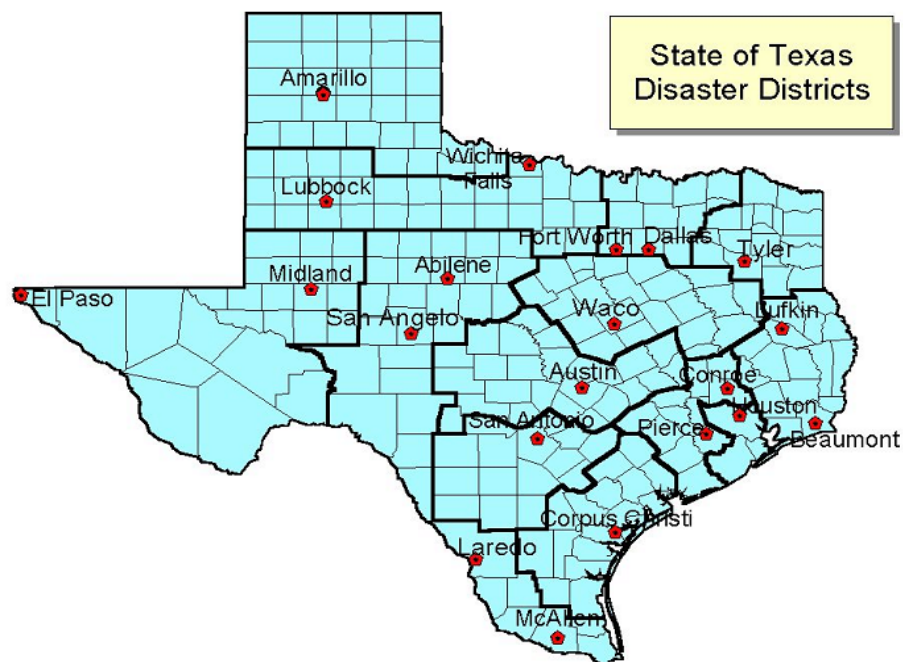 State of Texas
Disaster Districts
Amarillo
Wichita
Falls
Lubbock
Fort Worth
Dallas
Tyler
Midland
Abilene
El Paso
San Angelo
Waco
Lufkin
Austin
Conroe
Houston
San Antonio
Pierce
Beaumont
Corpus Christi
Laredo
McAllen